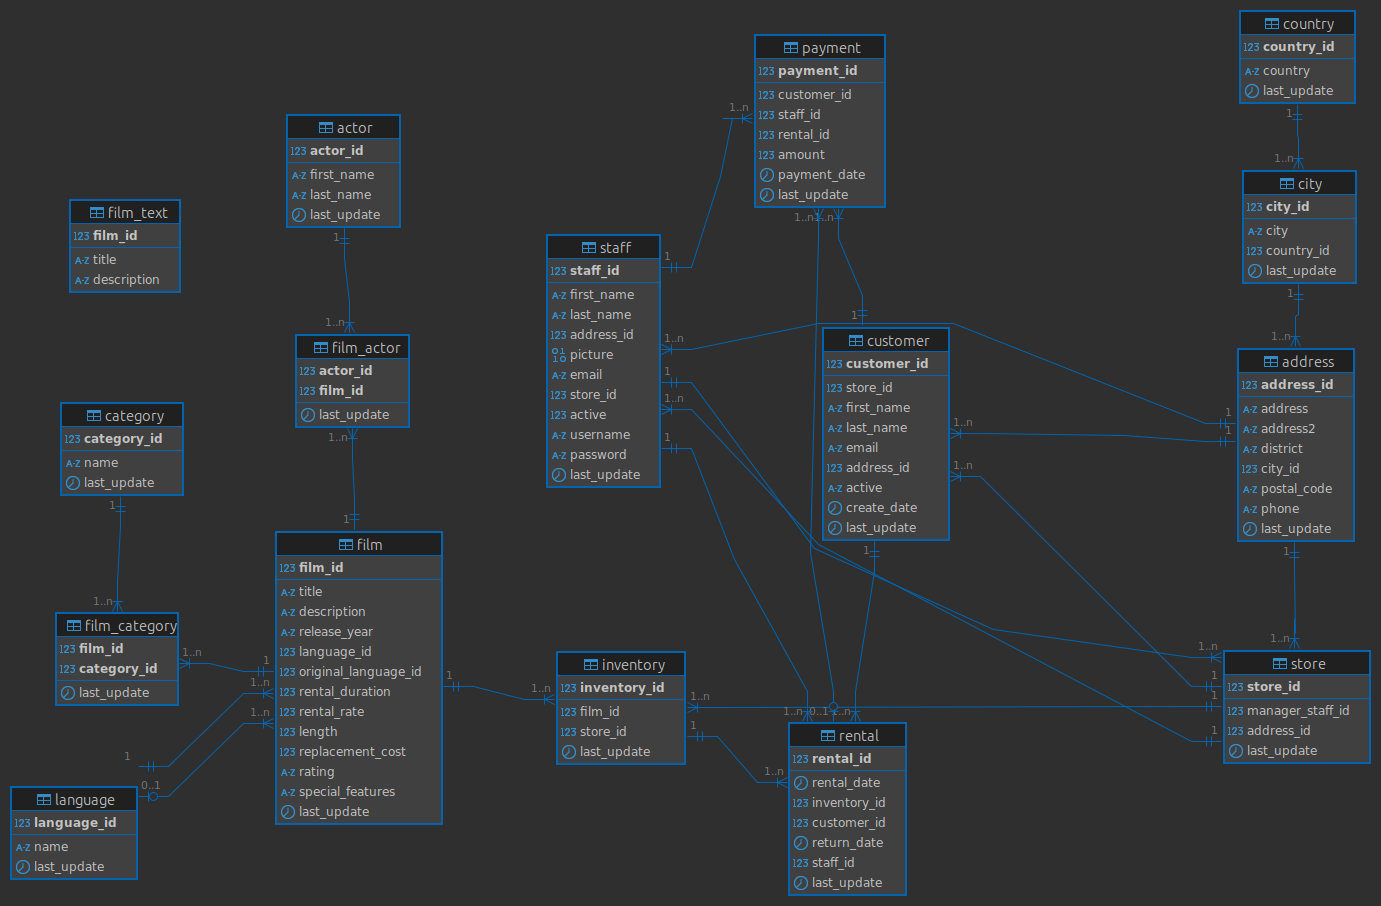 payment
123 payment_id
123 customer_id
123 staff_id
123 rental_id
123 amount
payment_date
last_update
country
123 country_id
A-Z country
last_update
actor
123 actor_id
A-Z first_name
A-Z last_name
last_update
city
123 city_id
A-Z city
123 country_id
last_update
film_text
123 film_id
A-Z title
A-Z description
staff
123 staff_id
A-Z first_name
A-Z last_name
123 address_id
01 10 picture
A-Z email
123 store_id
123 active
A-Z username
A-Z password
last_update
customer
123 customer_id
123 store_id
A-Z first_name
A-Z last_name
A-Z email
123 address_id
A-Z active
create_date
last_update
film_actor
123 actor_id
123 film_id
last_update
address
123 address_id
A-Z address
A-Z address2
A-Z district
123 city_id
A-Z postal_code
A-Z phone
last_update
category
123 category_id
A-Z name
last_update
film
123 film_id
A-Z title
A-Z description
123 release_year
123 language_id
123 original_language_id
123 rental_duration
123 rental_rate
123 length
123 replacement_cost
A-Z rating
A-Z special_features
last_update
film_category
123 film_id
123 category_id
last_update
inventory
123 inventory_id
123 film_id
123 store_id
last_update
store
123 store_id
123 manager_staff_id
123 address_id
last_update
rental
123 rental_id
rental_date
123 inventory_id
123 customer_id
return_date
123 staff_id
last_update
language
123 language_id
A-Z name
last_update
1..n
1
1..n
1
1..n
1
1..n
1
1..n
1
1..n
1..n
1
1
1..n
1
1..n
1
1..n
1
1..n
1
1
1
1..n
1
1..n
1..n
1
1..n
1..n
1
1..n
1
0..1
1
1..n
1..n
1
1..n
1..n
0..1
1..n
1..n
1
1
1